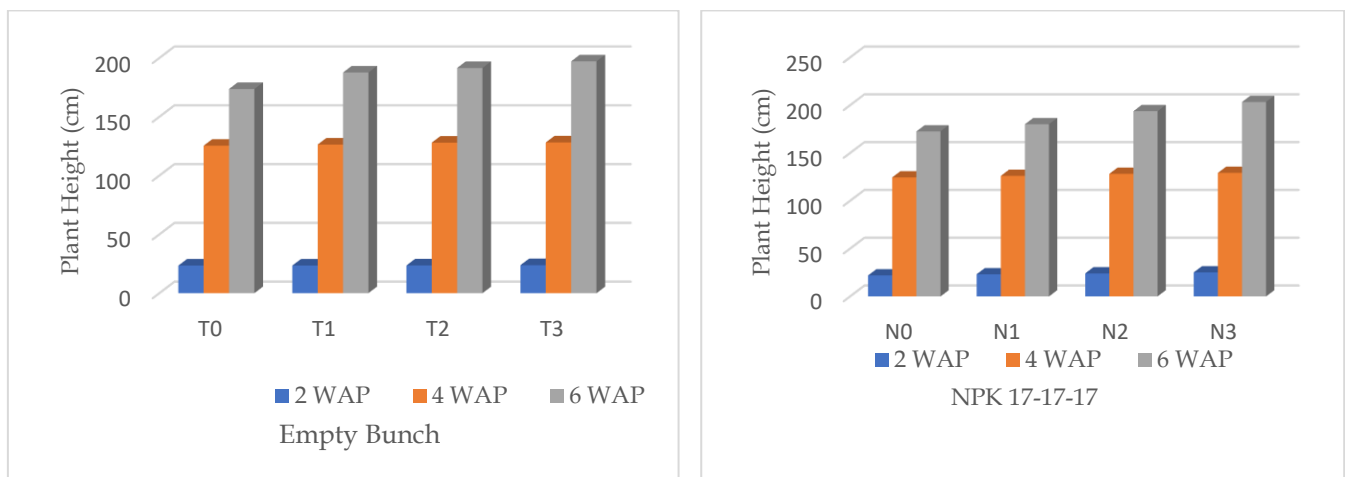 Plant Height (cm)
200
150
100
50
0
T0 T1 T2 T3
2 WAP 4 WAP 6 WAP
Empty Bunch
Plant Height (cm)
250
200
150
100
50
0
N0 N1 N2 N3
2 WAP 4 WAP 6 WAP
NPK 17-17-17